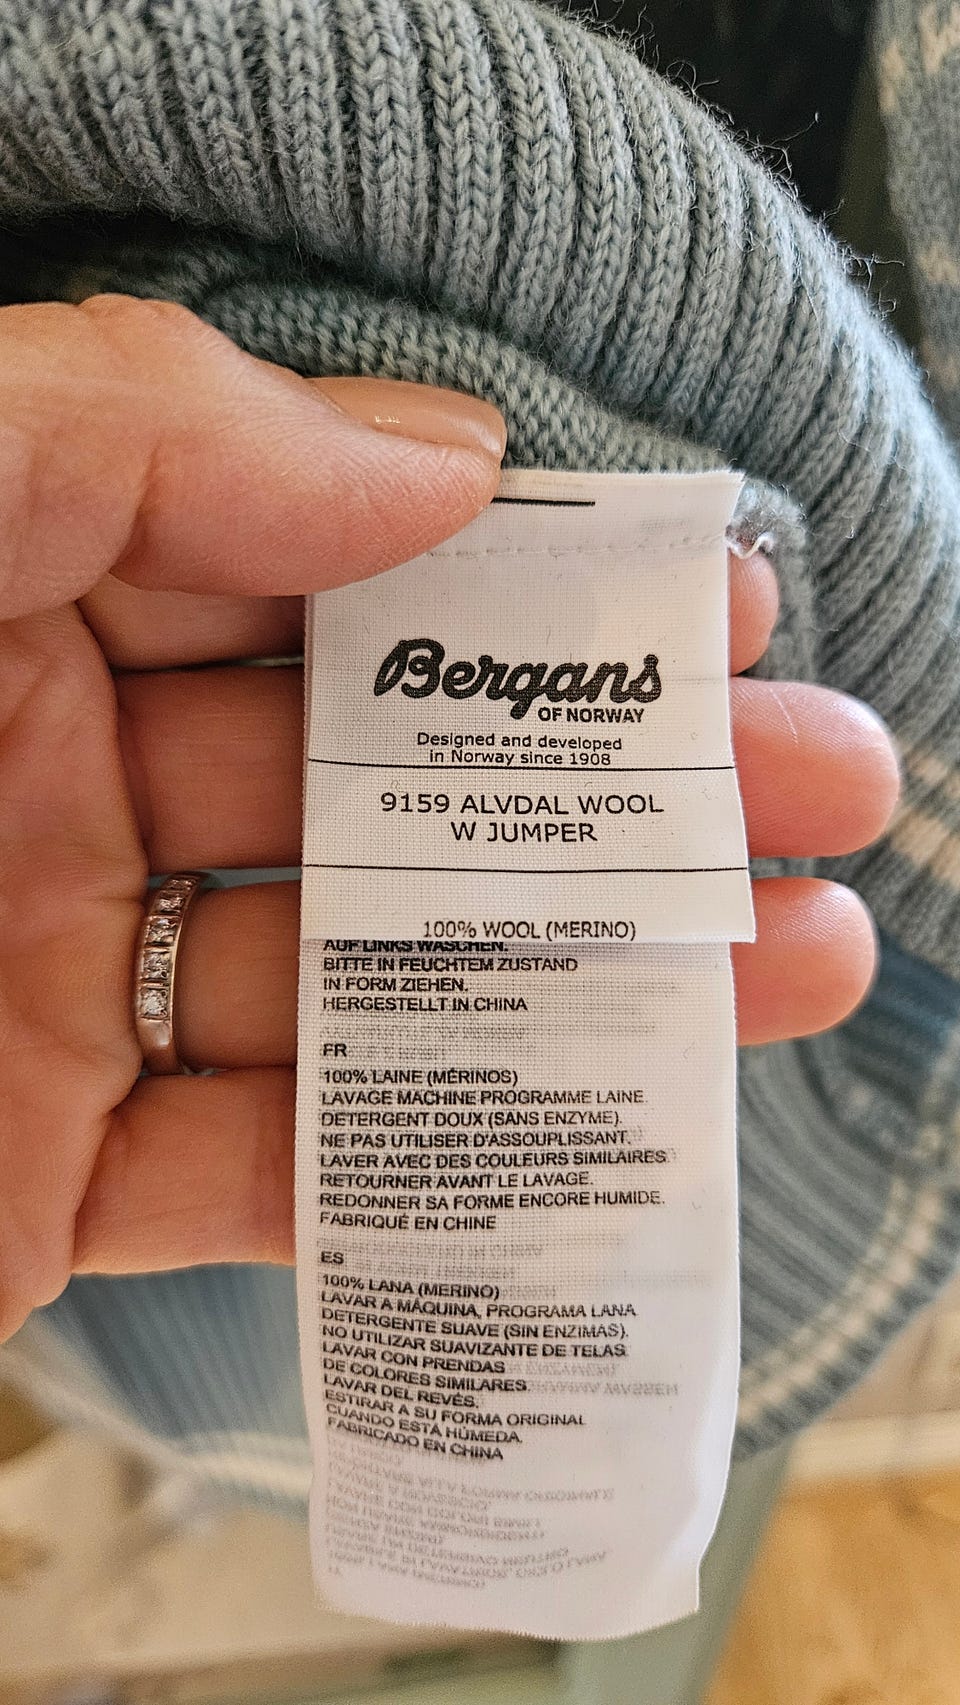 Bergans
OF NORWAY
Designed and developed
in Norway since 1908
9159 ALVDAL WOOL
W JUMPER
100% WOOL (MERINO)
AUF LINKS WASCHEN.
BITTE IN FEUCHTEM ZUSTAND
IN FORM ZIEHEN.
HERGESTELLT IN CHINA
FR
100% LAINE (MÉRINOS)
LAVAGE MACHINE PROGRAMME LAINE.
DETERGENT DOUX (SANS ENZYME).
NE PAS UTILISER D'ASSOUPLISSANT.
LAVER AVEC DES COULEURS SIMILAIRES.
RETOURNER AVANT LE LAVAGE.
REDONNER SA FORME ENCORE HUMIDE.
FABRIQUÉ EN CHINE
ES
100% LANA (MERINO)
LAVAR A MÁQUINA, PROGRAMA LANA.
DETERGENTE SUAVE (SIN ENZIMAS).
NO UTILIZAR SUAVIZANTE DE TELAS.
LAVAR CON PRENDAS
DE COLORES SIMILARES.
LAVAR DEL REVÉS.
ESTIRAR A SU FORMA ORIGINAL
CUANDO ESTÁ HÚMEDA.
FABRICADO EN CHINA